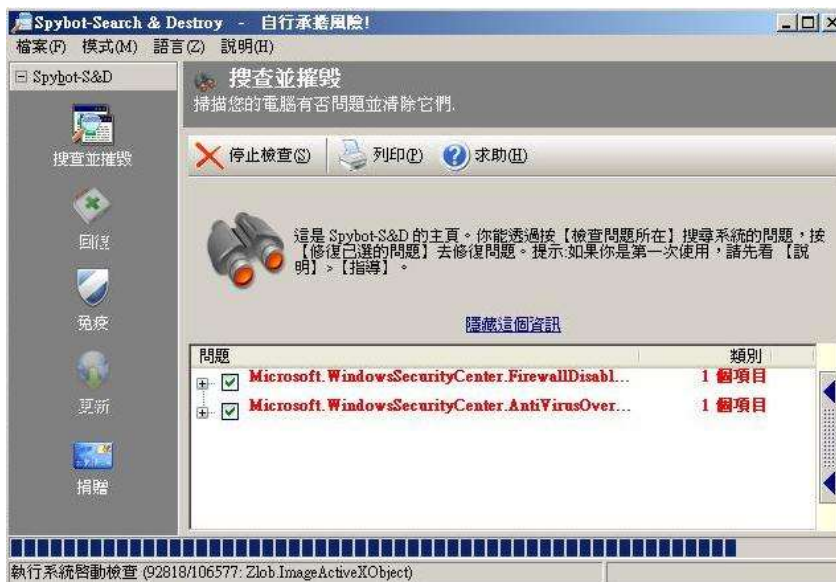 Spybot-Search & Destroy - 自行承擔風險!
檔案(F) 模式(M) 語言(Z) 說明(H)
Spybot-S&D
搜查並摧毀
回復
免疫
更新
捐贈
搜查並摧毀
掃描您的電腦有否問題並清除它們.
停止檢查(S) 列印(P) 求助(H)
這是 Spybot-S&D 的主頁。你能透過按【檢查問題所在】搜尋系統的問題,按
【修復已選的問題】去修復問題。提示:如果你是第一次使用,請先看 【說
明】>【指導】。
隱藏這個資訊
問題 類別
Microsoft.WindowsSecurityCenter.FirewallDisabl... 1 個項目
Microsoft.WindowsSecurityCenter.AntiVirusOver... 1 個項目
執行系統啓動檢查 (92818/106577: Zlob.ImageActiveXObject)